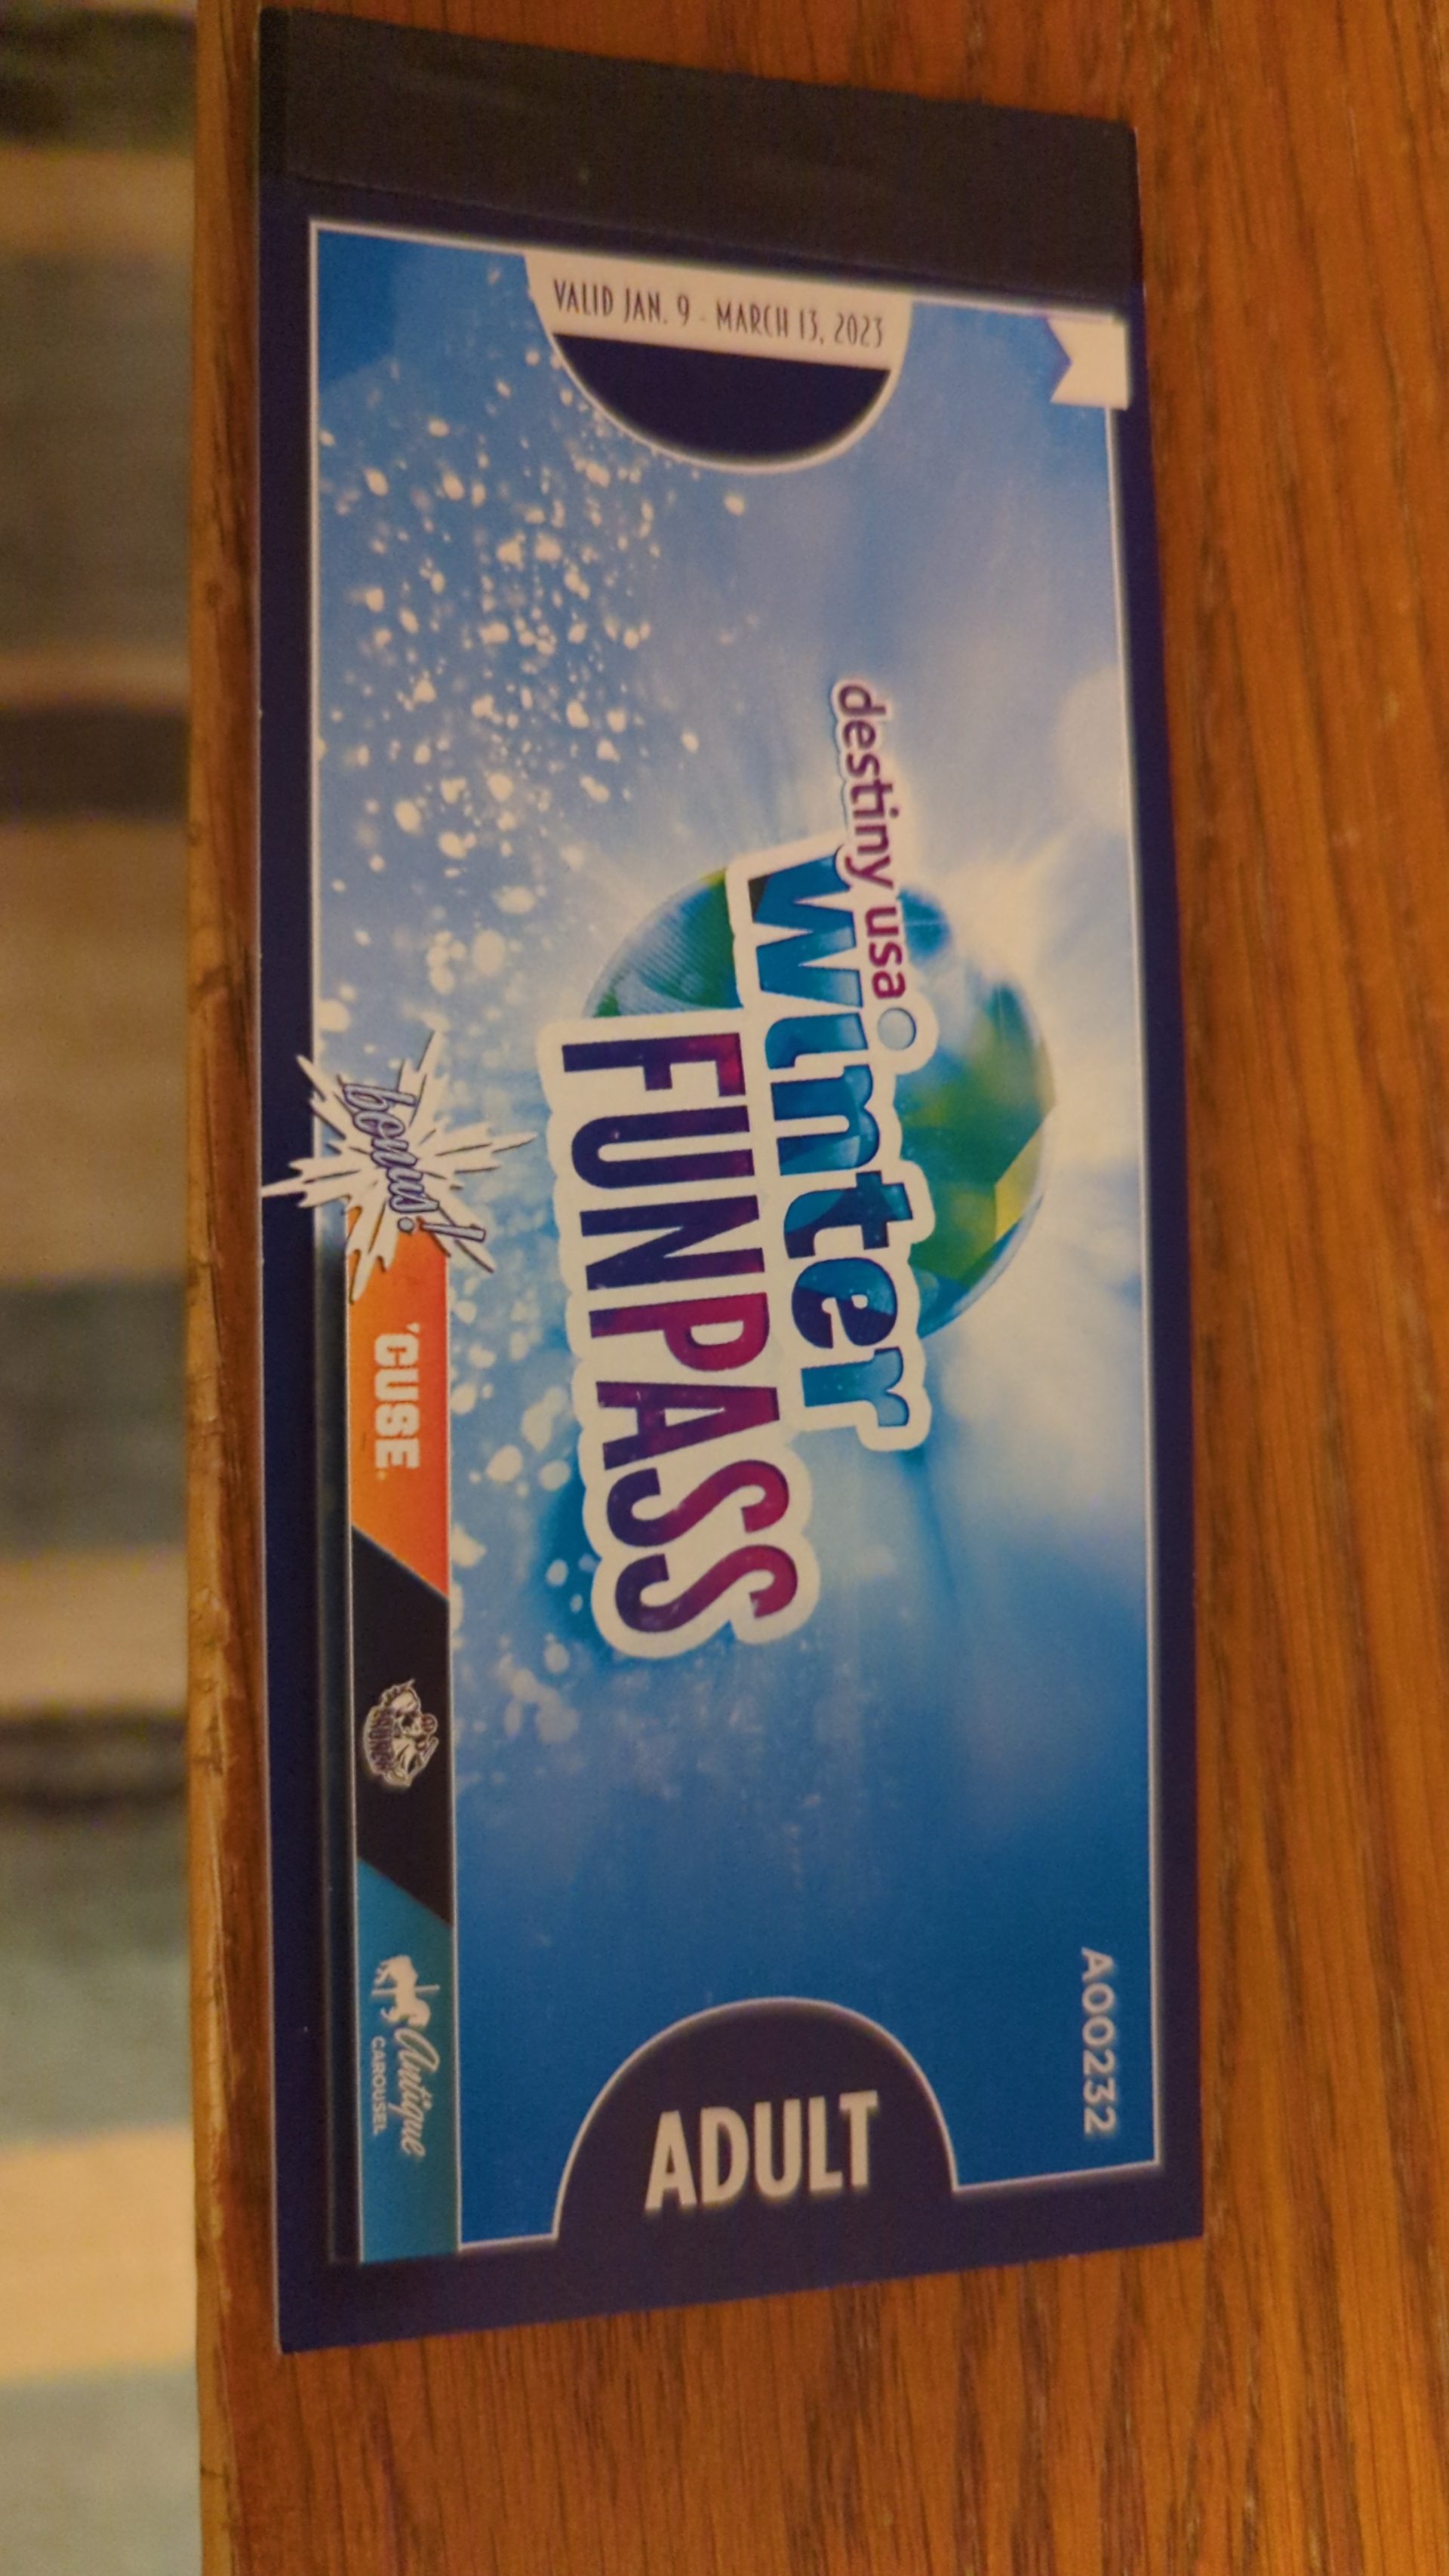 VALID JAN. 9 - MARCH 13, 2023
A00232
destiny usa
winter
FUNPASS
ADULT
bonus!
'CUSE.
Antique
CAROUSEL